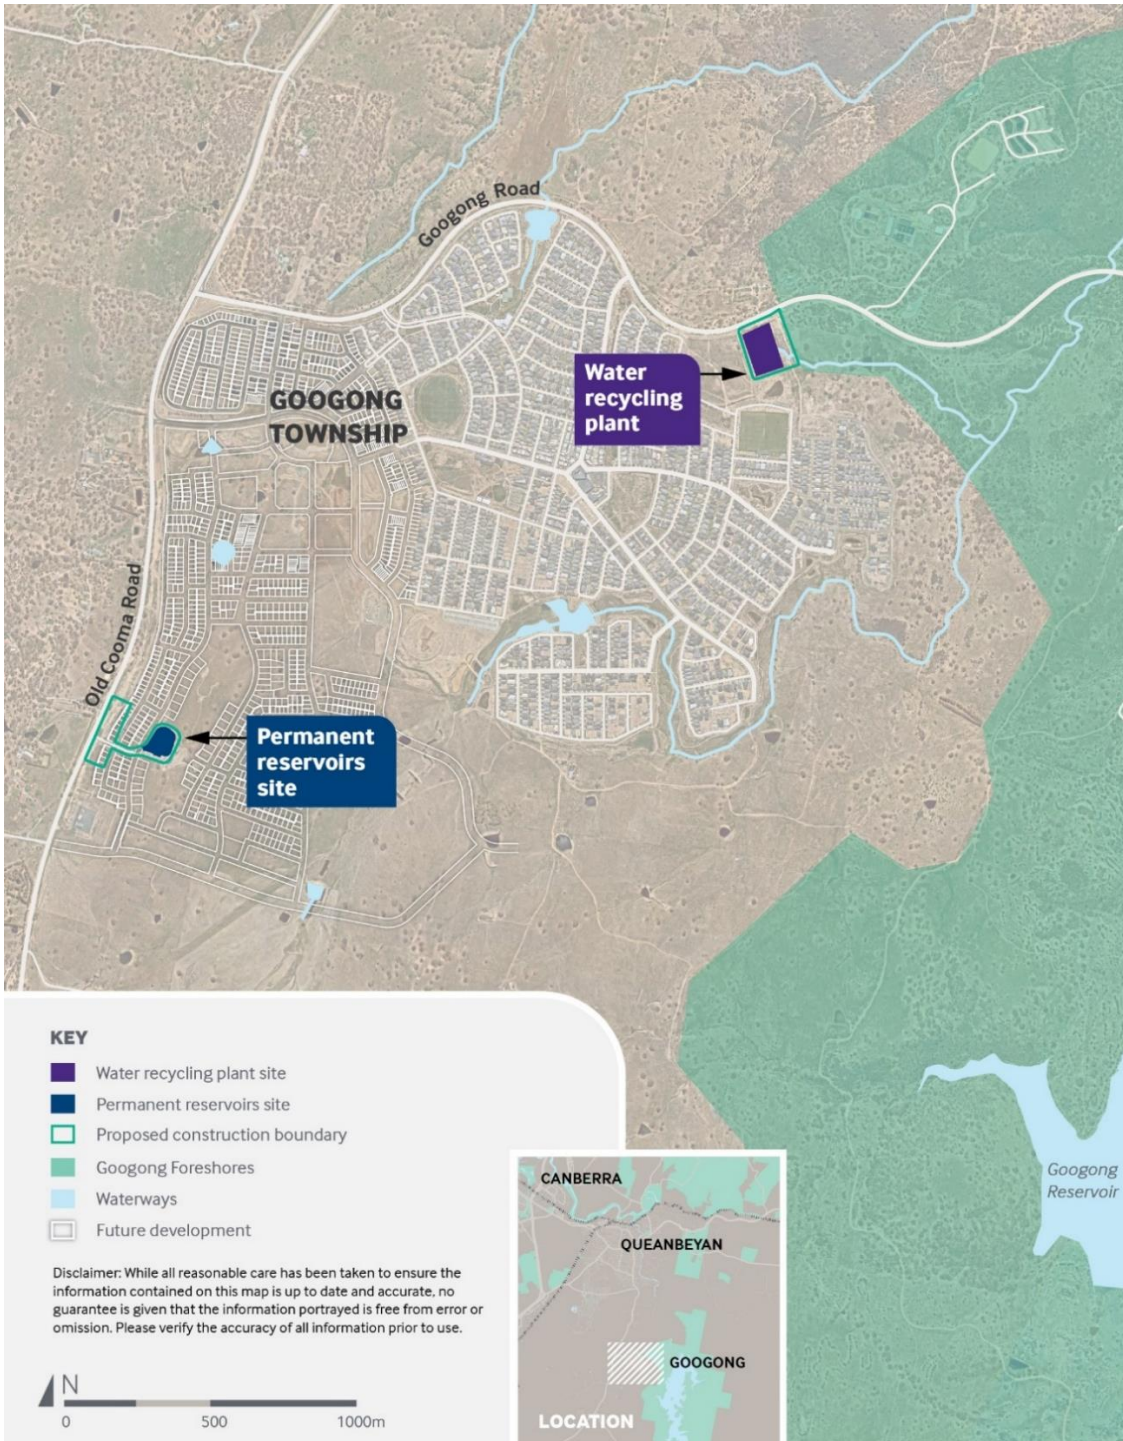 Googong Road
Water
recycling
plant
GOOGONG
TOWNSHIP
Old Cooma Road
Permanent
reservoirs
site
KEY
Water recycling plant site
Permanent reservoirs site
Proposed construction boundary
Googong Foreshores
Waterways
Future development
Disclaimer: While all reasonable care has been taken to ensure the
information contained on this map is up to date and accurate, no
guarantee is given that the information portrayed is free from error or
omission. Please verify the accuracy of all information prior to use.
N
0 500 1000m
CANBERRA
QUEANBEYAN
GOOGONG
LOCATION
Googong
Reservoir